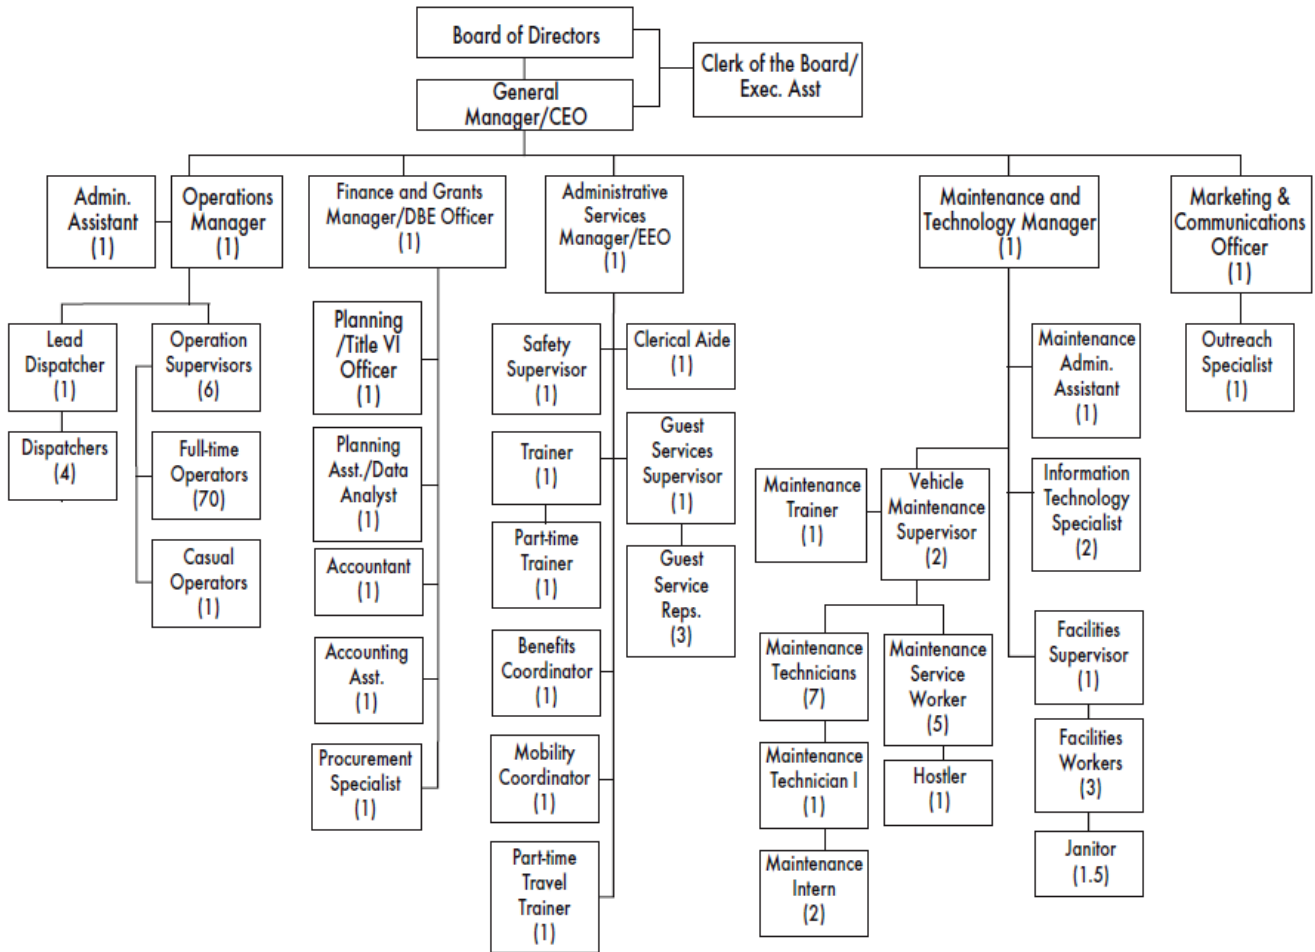 Board of Directors
Clerk of the Board/
Exec. Asst
General
Manager/CEO
Admin.
Assistant
(1)
Operations
Manager
(1)
Finance and Grants
Manager/DBE Officer
(1)
Administrative
Services
Manager/EEO
(1)
Maintenance and
Technology Manager
(1)
Marketing &
Communications
Officer
(1)
Lead
Dispatcher
(1)
Dispatchers
(4)
Operation
Supervisors
(6)
Full-time
Operators
(70)
Casual
Operators
(1)
Planning
/Title VI
Officer
(1)
Planning
Asst./Data
Analyst
(1)
Accountant
(1)
Accounting
Asst.
(1)
Procurement
Specialist
(1)
Safety
Supervisor
(1)
Trainer
(1)
Part-time
Trainer
(1)
Benefits
Coordinator
(1)
Mobility
Coordinator
(1)
Part-time
Travel
Trainer
(1)
Clerical Aide
(1)
Guest
Services
Supervisor
(1)
Guest
Service
Reps.
(3)
Maintenance
Trainer
(1)
Vehicle
Maintenance
Supervisor
(2)
Maintenance
Technicians
(7)
Maintenance
Technician I
(1)
Maintenance
Intern
(2)
Maintenance
Service
Worker
(5)
Hostler
(1)
Maintenance
Admin.
Assistant
(1)
Information
Technology
Specialist
(2)
Facilities
Supervisor
(1)
Facilities
Workers
(3)
Janitor
(1.5)
Outreach
Specialist
(1)